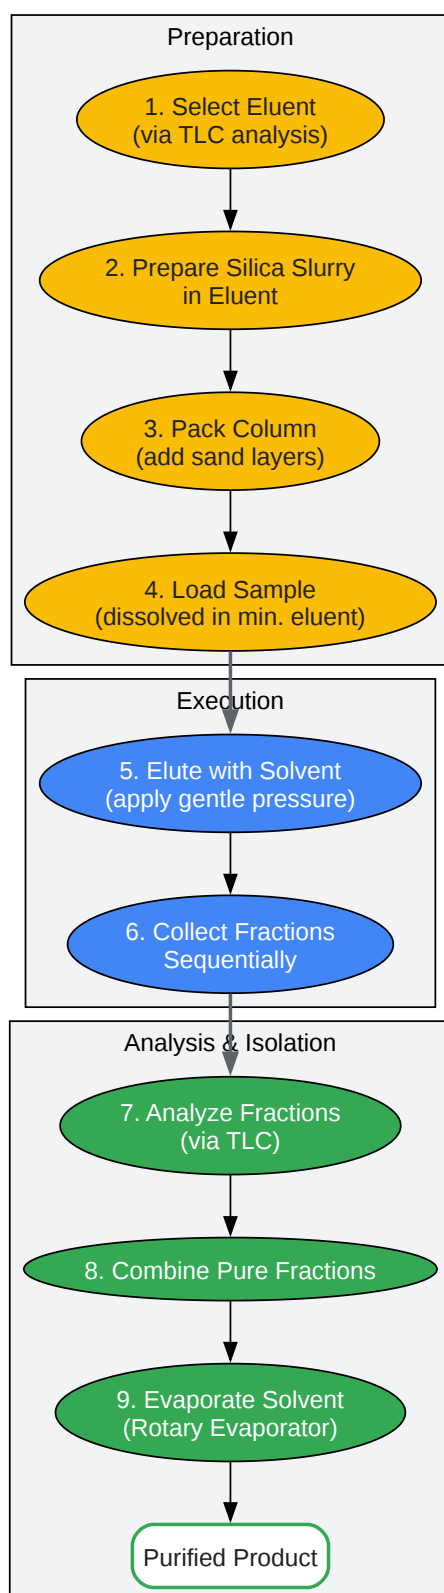 Preparation
1. Select Eluent
(via TLC analysis)
2. Prepare Silica Slurry
in Eluent
3. Pack Column
(add sand layers)
4. Load Sample
(dissolved in min. eluent)
Execution
5. Elute with Solvent
(apply gentle pressure)
6. Collect Fractions
Sequentially
Analysis & Isolation
7. Analyze Fractions
(via TLC)
8. Combine Pure Fractions
9. Evaporate Solvent
(Rotary Evaporator)
Purified Product